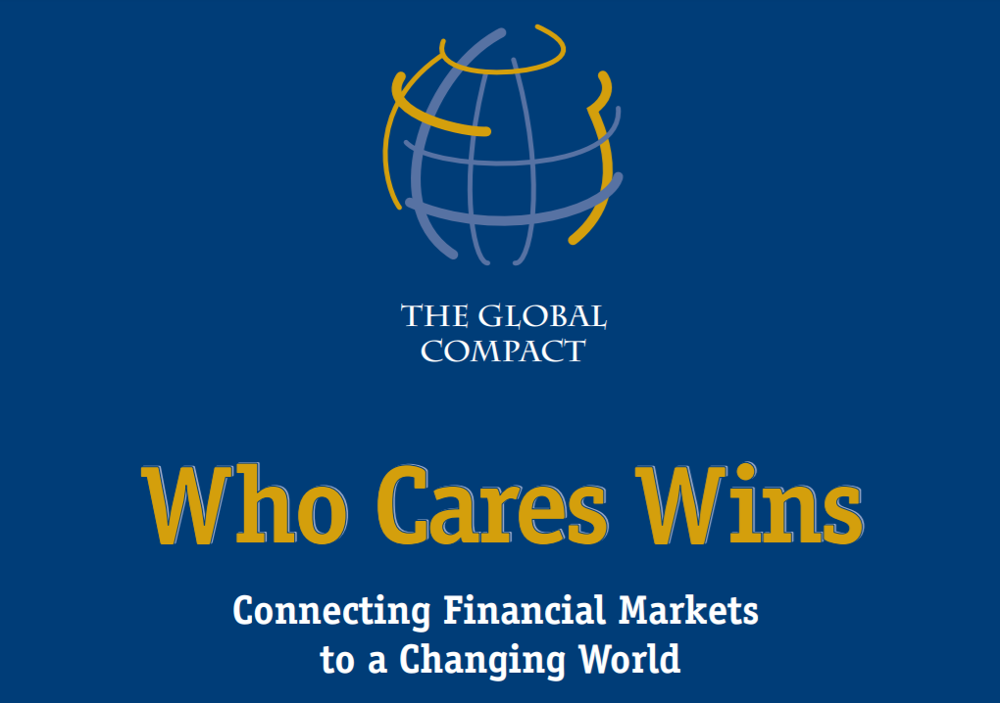 THE GLOBAL
COMPACT
Who Cares Wins
Connecting Financial Markets
to a Changing World